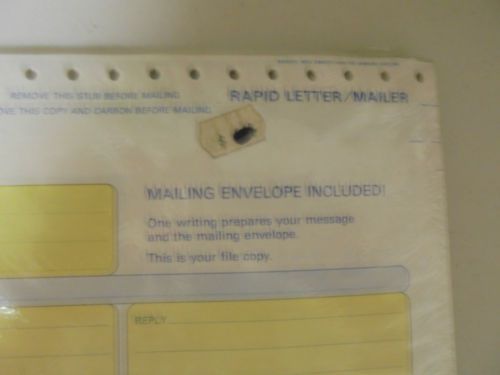 REMOVE THIS STUB BEFORE MAILING
OVE THIS COPY AND CARBON BEFORE MAILING
RAPID LETTER/MAILER
MAILING ENVELOPE INCLUDED!
One writing prepares your message
and the mailing envelope.
This is your file copy.
REPLY